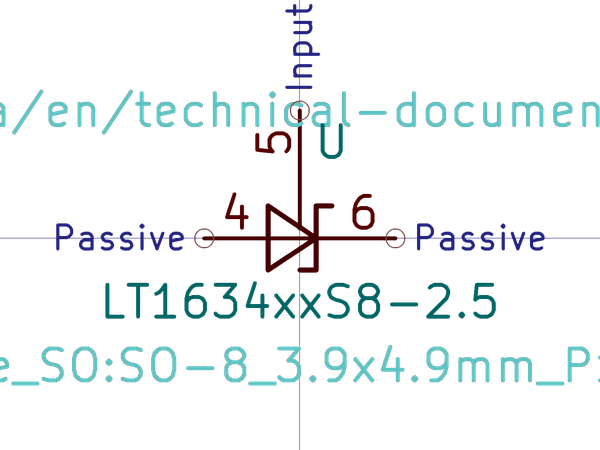 Input
a/en/technical-documen
5
U
4
6
Passive
Passive
LT1634xxS8-2.5
e_SO:SO-8_3.9x4.9mm_P